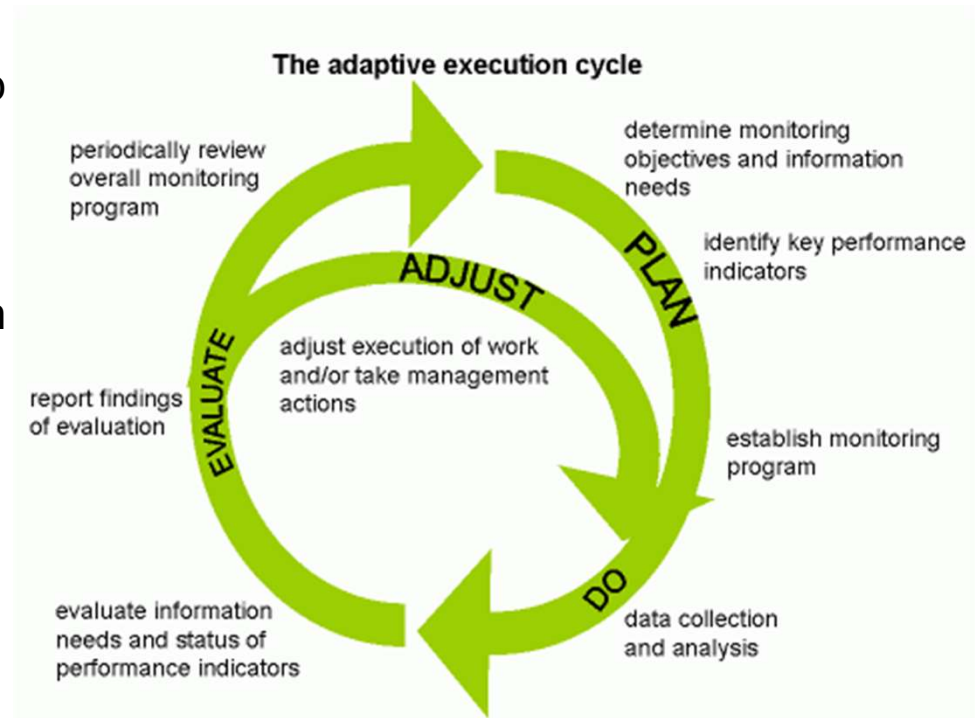 The adaptive execution cycle
periodically review
overall monitoring
program
determine monitoring
objectives and information
needs
identify key performance
indicators
PLAN
ADJUST
adjust execution of work
and/or take management
actions
EVALUATE
report findings
of evaluation
establish monitoring
program
DO
data collection
and analysis
evaluate information
needs and status of
performance indicators